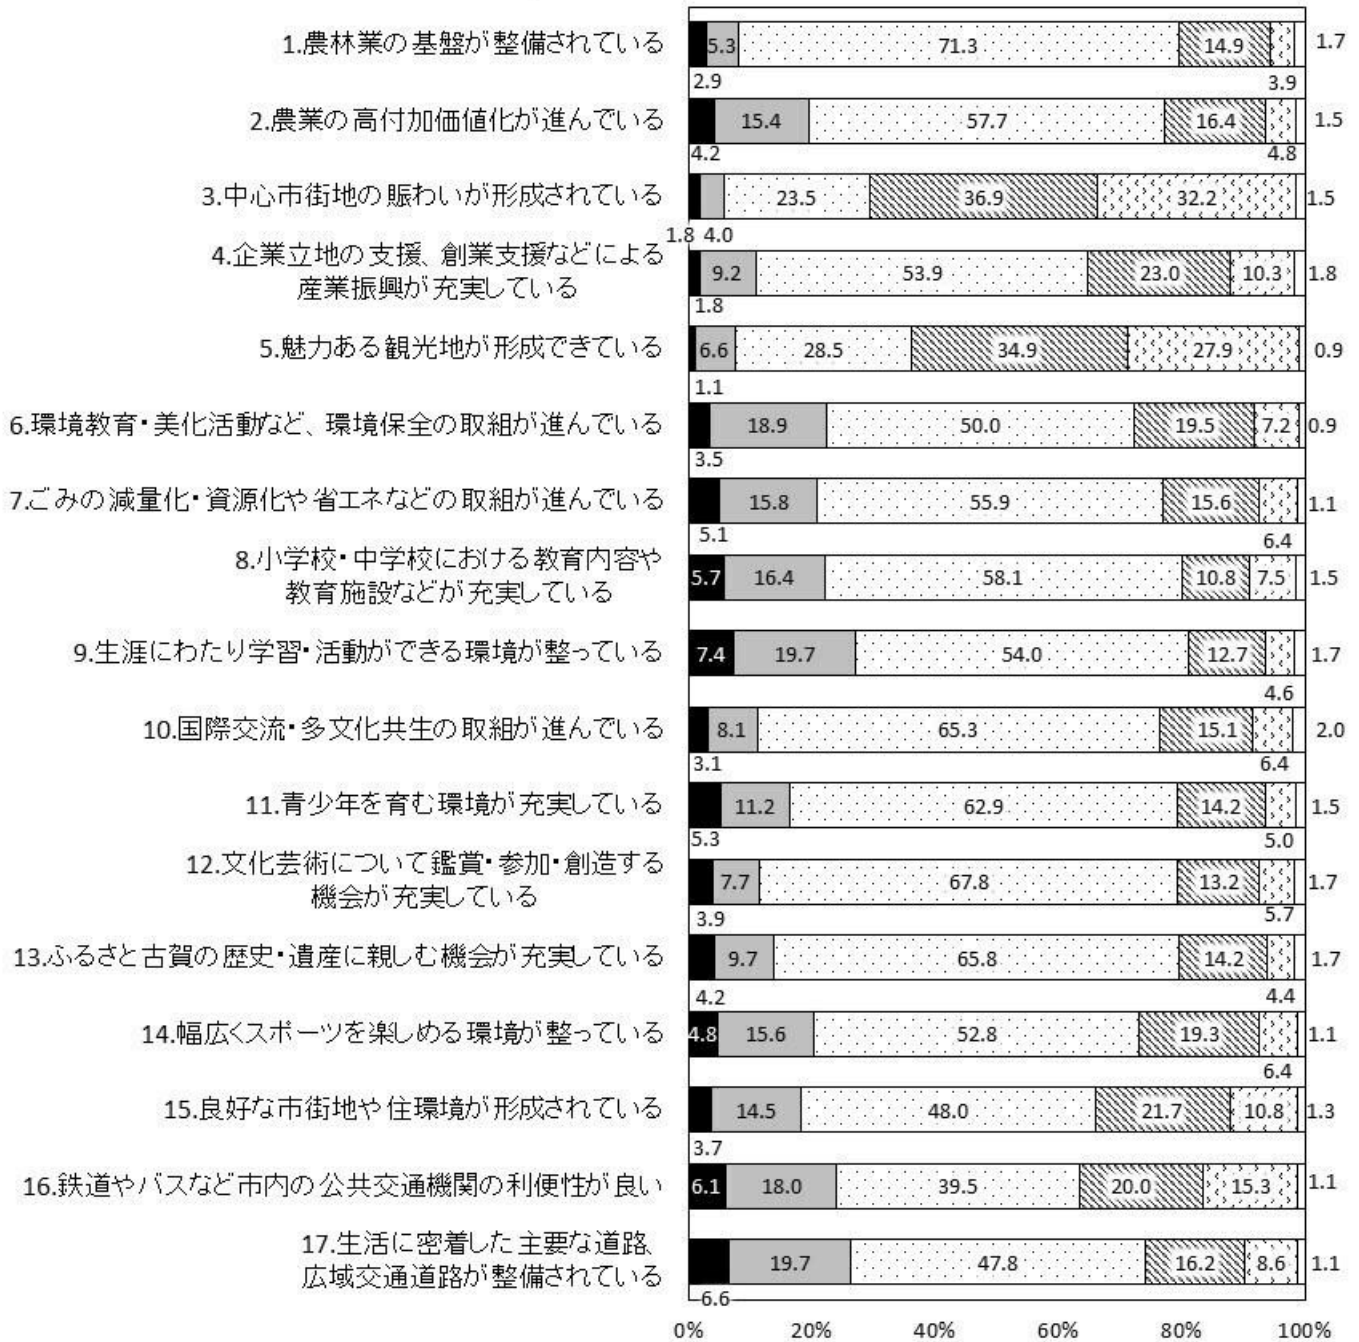 1.農林業の基盤が整備されている
5.3 71.3 14.9 1.7
2.9 3.9
2.農業の高付加価値化が進んでいる
15.4 57.7 16.4 1.5
4.2 4.8
3.中心市街地の賑わいが形成されている
23.5 36.9 32.2 1.5
1.8 4.0
4.企業立地の支援、創業支援などによる
産業振興が充実している
9.2 53.9 23.0 10.3 1.8
1.8
5.魅力ある観光地が形成できている
6.6 28.5 34.9 27.9 0.9
1.1
6.環境教育・美化活動など、環境保全の取組が進んでいる
18.9 50.0 19.5 7.2 0.9
3.5
7.ごみの減量化・資源化や省エネなどの取組が進んでいる
15.8 55.9 15.6 1.1
5.1 6.4
8.小学校・中学校における教育内容や
教育施設などが充実している
5.7 16.4 58.1 10.8 7.5 1.5
9.生涯にわたり学習・活動ができる環境が整っている
7.4 19.7 54.0 12.7 1.7
4.6
10.国際交流・多文化共生の取組が進んでいる
8.1 65.3 15.1 2.0
3.1 6.4
11.青少年を育む環境が充実している
11.2 62.9 14.2 1.5
5.3 5.0
12.文化芸術について鑑賞・参加・創造する
機会が充実している
7.7 67.8 13.2 1.7
3.9 5.7
13.ふるさと古賀の歴史・遺産に親しむ機会が充実している
9.7 65.8 14.2 1.7
4.2 4.4
14.幅広くスポーツを楽しめる環境が整っている
4.8 15.6 52.8 19.3 1.1
6.4
15.良好な市街地や住環境が形成されている
14.5 48.0 21.7 10.8 1.3
3.7
16.鉄道やバスなど市内の公共交通機関の利便性が良い
6.1 18.0 39.5 20.0 15.3 1.1
17.生活に密着した主要な道路、
広域交通道路が整備されている
19.7 47.8 16.2 8.6 1.1
6.6
0% 20% 40% 60% 80% 100%